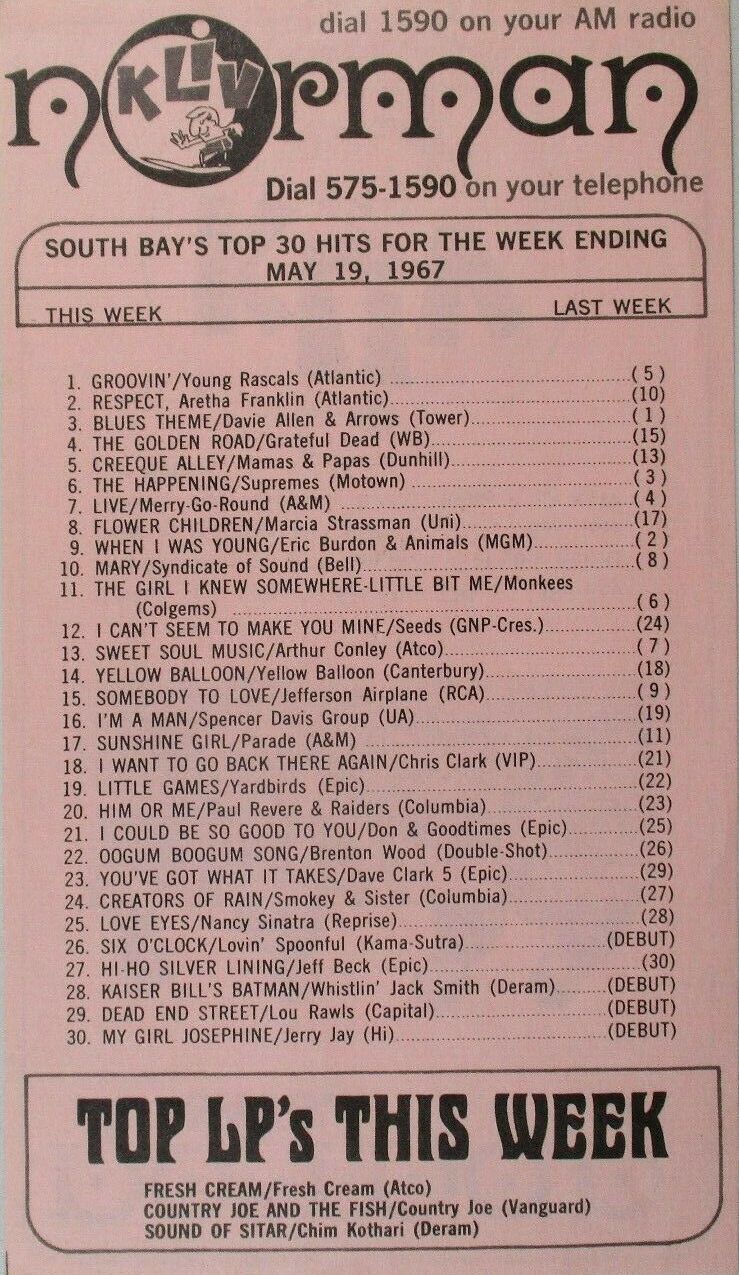 dial 1590 on your AM radio
KLIV
norman
Dial 575-1590 on your telephone
SOUTH BAY'S TOP 30 HITS FOR THE WEEK ENDING
MAY 19, 1967
THIS WEEK LAST WEEK
1. GROOVIN'/Young Rascals (Atlantic) ........ (5)
2. RESPECT, Aretha Franklin (Atlantic)........ (10)
3. BLUES THEME/Davie Allen & Arrows (Tower)........ (1)
4. THE GOLDEN ROAD/Grateful Dead (WB)........ (15)
5. CREEQUE ALLEY/Mamas & Papas (Dunhill)........ (13)
6. THE HAPPENING/Supremes (Motown) ........ (3)
7. LIVE/Merry-Go-Round (A&M) ........ (4)
8. FLOWER CHILDREN/Marcia Strassman (Uni)........ (17)
9. WHEN I WAS YOUNG/Eric Burdon & Animals (MGM)........ (2)
10. MARY/Syndicate of Sound (Bell)........ (8)
11. THE GIRL I KNEW SOMEWHERE-LITTLE BIT ME/Monkees
(Colgems) ........ (6)
12. I CAN'T SEEM TO MAKE YOU MINE/Seeds (GNP-Cres.)........ (24)
13. SWEET SOUL MUSIC/Arthur Conley (Atco)........ (7)
14. YELLOW BALLOON/Yellow Balloon (Canterbury)........ (18)
15. SOMEBODY TO LOVE/Jefferson Airplane (RCA)........ (9)
16. I'M A MAN/Spencer Davis Group (UA)........ (19)
17. SUNSHINE GIRL/Parade (A&M) ........ (11)
18. I WANT TO GO BACK THERE AGAIN/Chris Clark (VIP)........ (21)
19. LITTLE GAMES/Yardbirds (Epic)........ (22)
20. HIM OR ME/Paul Revere & Raiders (Columbia)........ (23)
21. I COULD BE SO GOOD TO YOU/Don & Goodtimes (Epic)........ (25)
22. OOGUM BOOGUM SONG/Brenton Wood (Double-Shot)........ (26)
23. YOU'VE GOT WHAT IT TAKES/Dave Clark 5 (Epic)........ (29)
24. CREATORS OF RAIN/Smokey & Sister (Columbia)........ (27)
25. LOVE EYES/Nancy Sinatra (Reprise)........ (28)
26. SIX O'CLOCK/Lovin' Spoonful (Kama-Sutra)........ (DEBUT)
27. HI-HO SILVER LINING/Jeff Beck (Epic)........ (30)
28. KAISER BILL'S BATMAN/Whistlin' Jack Smith (Deram)........ (DEBUT)
29. DEAD END STREET/Lou Rawls (Capital)........ (DEBUT)
30. MY GIRL JOSEPHINE/Jerry Jay (Hi)........ (DEBUT)
TOP LP's THIS WEEK
FRESH CREAM/Fresh Cream (Atco)
COUNTRY JOE AND THE FISH/Country Joe (Vanguard)
SOUND OF SITAR/Chim Kothari (Deram)